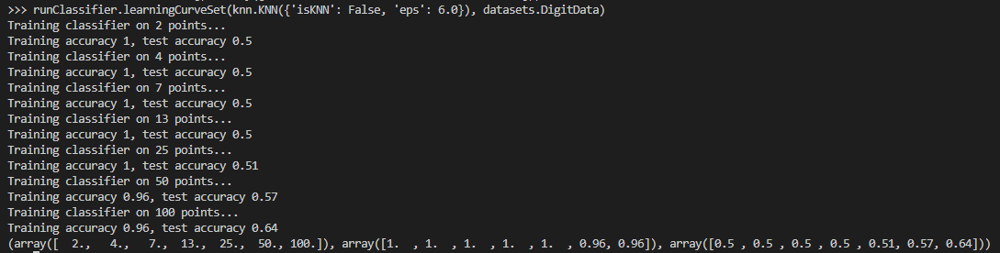 >>> runClassifier.learningCurveSet(knn.KNN({'isKNN': False, 'eps': 6.0}), datasets.DigitData)
Training classifier on 2 points...
Training accuracy 1, test accuracy 0.5
Training classifier on 4 points...
Training accuracy 1, test accuracy 0.5
Training classifier on 7 points...
Training accuracy 1, test accuracy 0.5
Training classifier on 13 points...
Training accuracy 1, test accuracy 0.5
Training classifier on 25 points...
Training accuracy 1, test accuracy 0.51
Training classifier on 50 points...
Training accuracy 0.96, test accuracy 0.57
Training classifier on 100 points...
Training accuracy 0.96, test accuracy 0.64
(array([  2.,   4.,   7.,  13.,  25.,  50., 100.]), array([1.  , 1.  , 1.  , 1.  , 1.  , 0.96, 0.96]), array([0.5 , 0.5 , 0.5 , 0.5 , 0.51, 0.57, 0.64]))